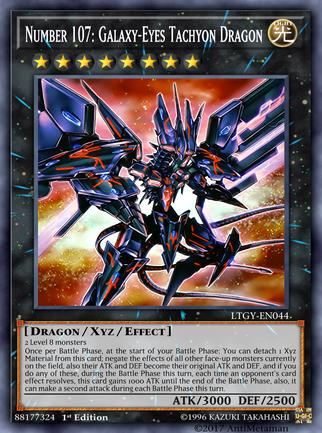 NUMBER 107: GALAXY-EYES TACHYON DRAGON
LIGHT
光
LTGY-EN044
[DRAGON / XYZ / EFFECT]
2 Level 8 monsters
Once per Battle Phase, at the start of your Battle Phase: You can detach 1 Xyz
Material from this card; negate the effects of all other face-up monsters currently
on the field, also their ATK and DEF become their original ATK and DEF, and if you
do any of these, during the Battle Phase this turn, each time an opponent's card
effect resolves, this card gains 1000 ATK until the end of the Battle Phase, also, it
can make a second attack during each Battle Phase this turn.
ATK/3000 DEF/2500
88177324 1st Edition ©1996 KAZUKI TAKAHASHI
©2017 AntiMetaman